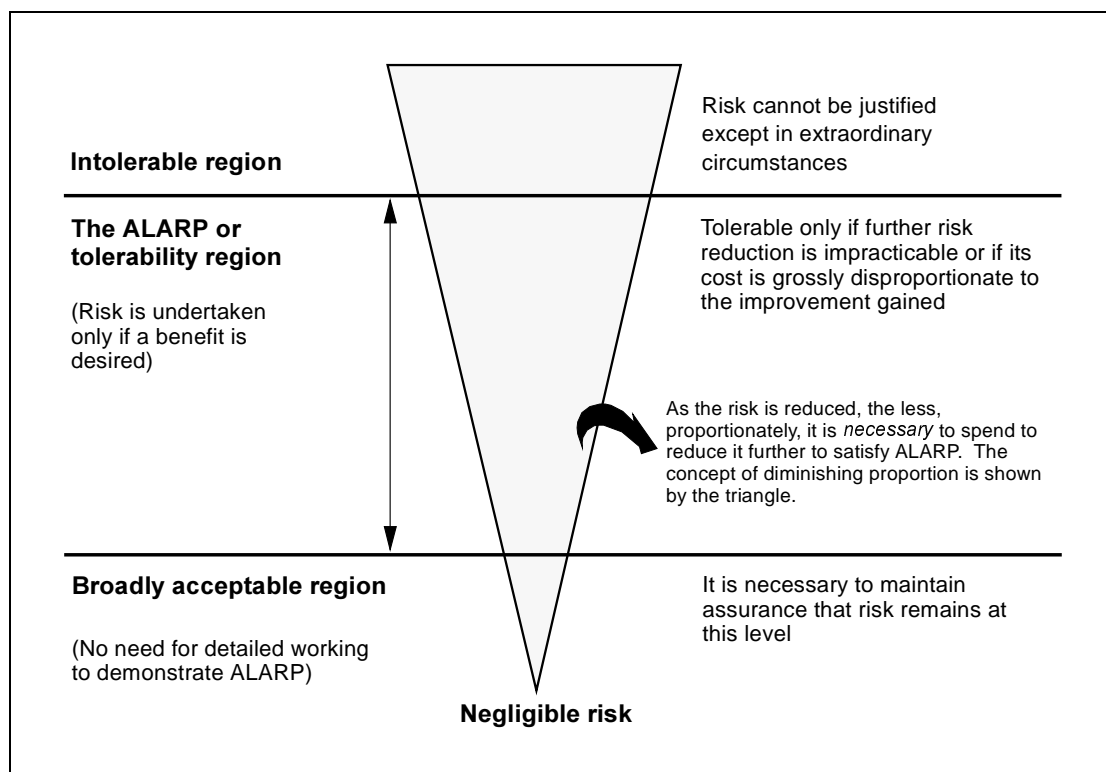 Risk cannot be justified
except in extraordinary
circumstances
Intolerable region
The ALARP or
tolerability region
(Risk is undertaken
only if a benefit is
desired)
Tolerable only if further risk
reduction is impracticable or if its
cost is grossly disproportionate to
the improvement gained
As the risk is reduced, the less,
proportionately, it is necessary to spend to
reduce it further to satisfy ALARP. The
concept of diminishing proportion is shown
by the triangle.
Broadly acceptable region
(No need for detailed working
to demonstrate ALARP)
It is necessary to maintain
assurance that risk remains at
this level
Negligible risk